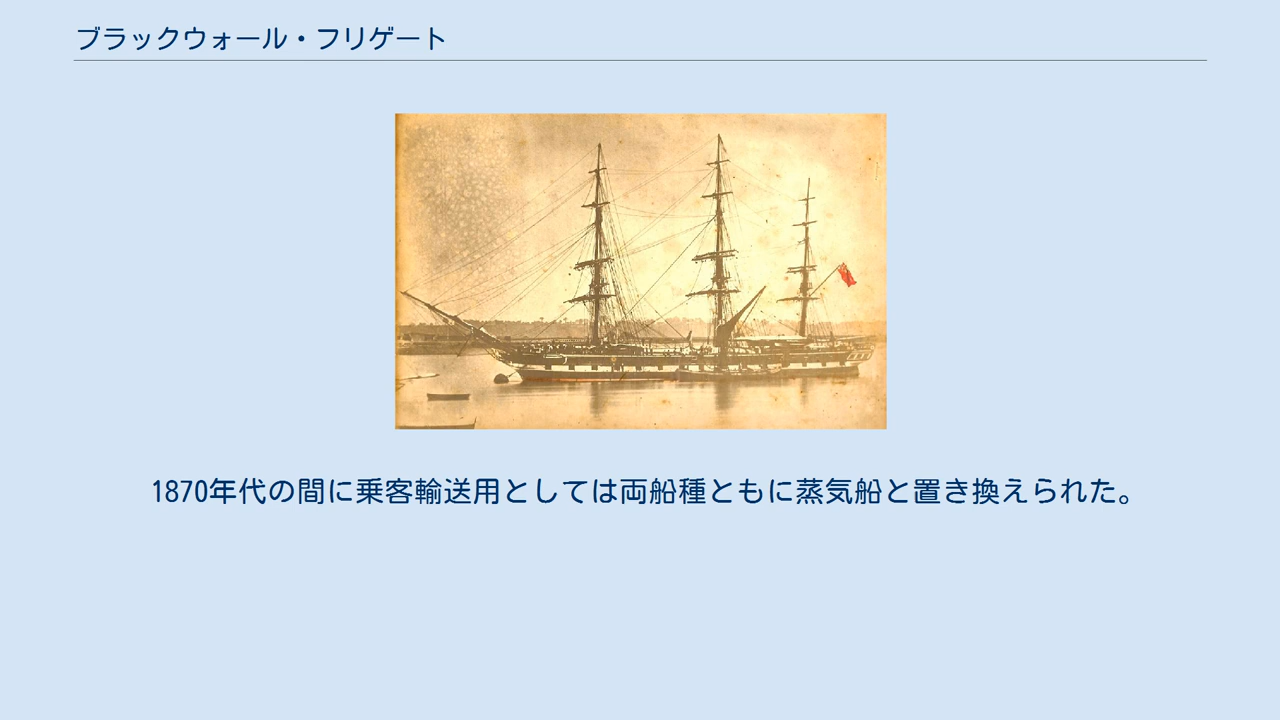 ブラックウォール・フリゲート
1870年代の間に乗客輸送用としては両船種ともに蒸気船と置き換えられた。